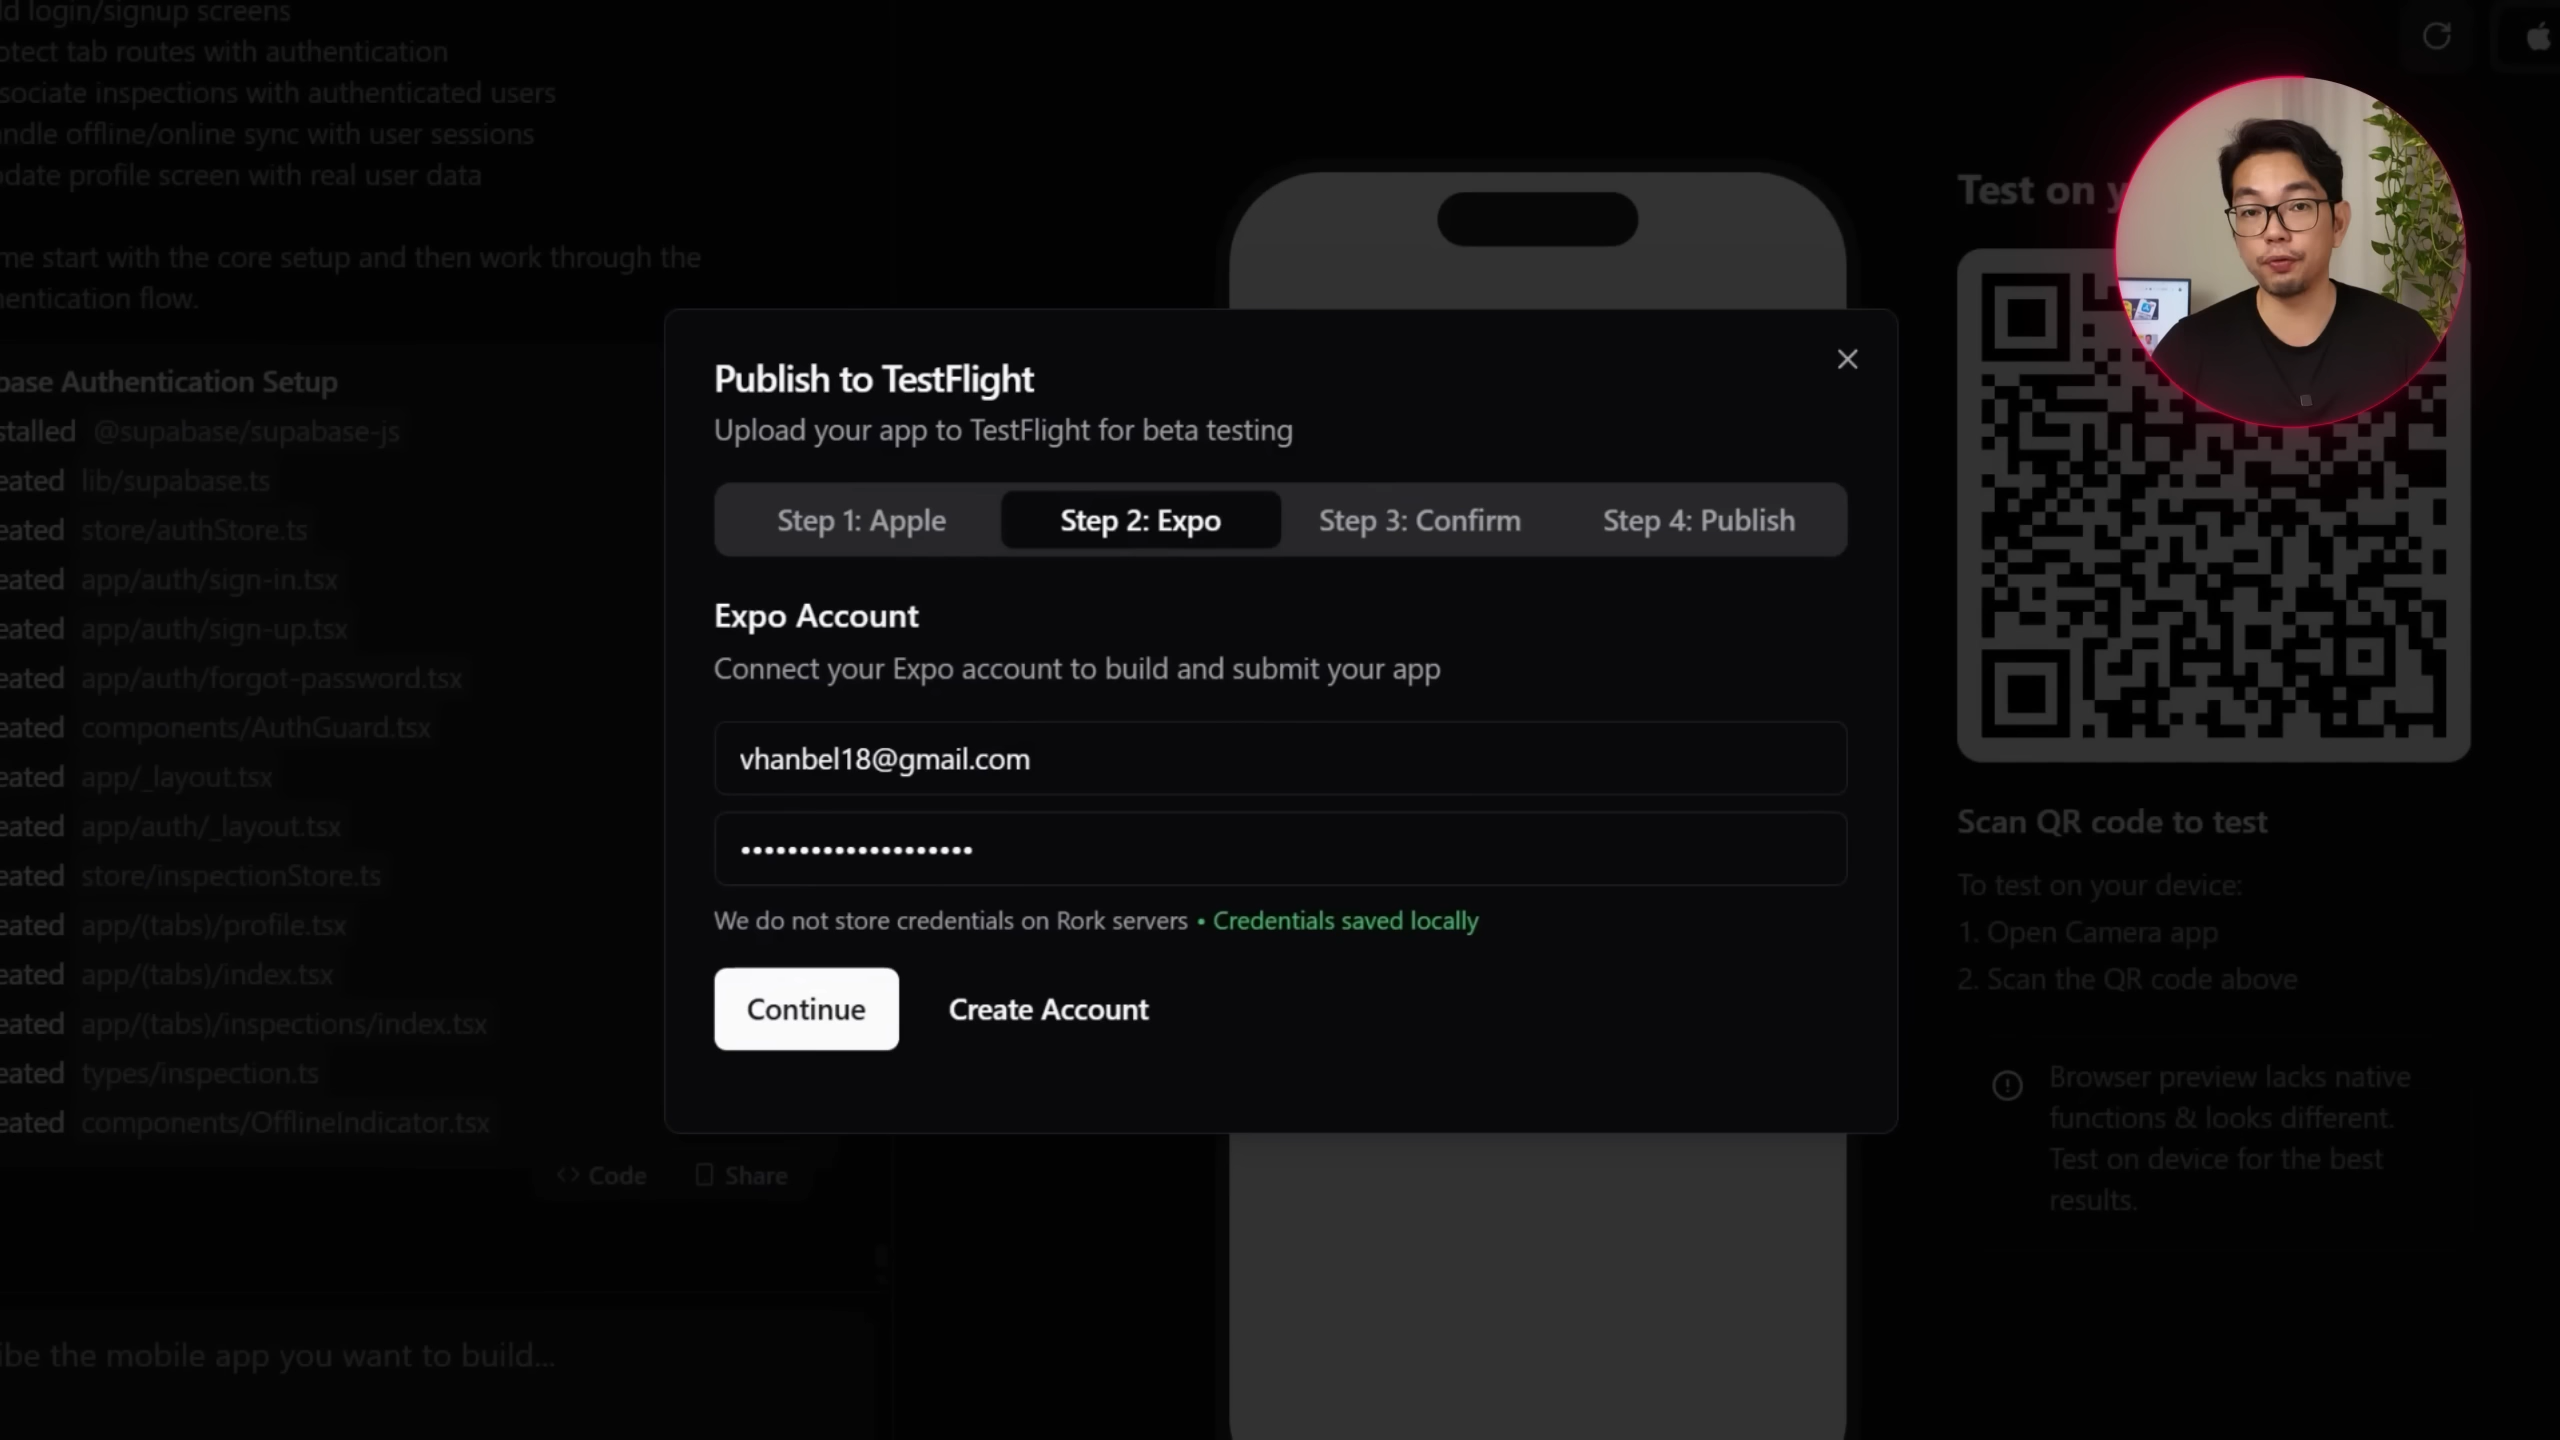 ld login/signup screens
otect tab routes with authentication
sociate inspections with authenticated users
ndle offline/online sync with user sessions
odate profile screen with real user data
me start with the core setup and then work through the
nentication flow.
base Authentication Setup
stalled @supabase/supabase-js
eated lib/supabase.ts
eated store/authStore.ts
eated app/auth/sign-in.tsx
eated app/auth/sign-up.tsx
eated app/auth/forgot-password.tsx
eated components/AuthGuard.tsx
eated app/_layout.tsx
eated app/auth/_layout.tsx
eated store/inspectionStore.ts
eated app/(tabs)/profile.tsx
eated app/(tabs)/index.tsx
eated app/(tabs)/inspections/index.tsx
eated types/inspection.ts
eated components/OfflineIndicator.tsx
<> Code Share
ibe the mobile app you want to build...
Publish to TestFlight
Upload your app to TestFlight for beta testing
Step 1: Apple Step 2: Expo Step 3: Confirm Step 4: Publish
Expo Account
Connect your Expo account to build and submit your app
vhanbel18@gmail.com
We do not store credentials on Rork servers • Credentials saved locally
Continue Create Account
Test on y
Scan QR code to test
To test on your device:
1. Open Camera app
2. Scan the QR code above
Browser preview lacks native
functions & looks different.
Test on device for the best
results.